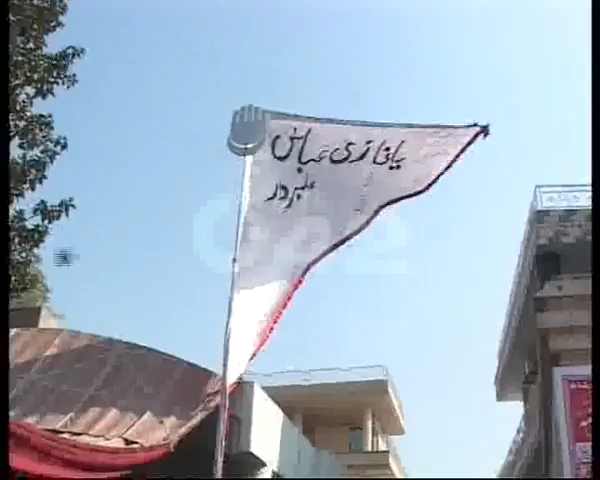 یا غازی عباس
علمبردار